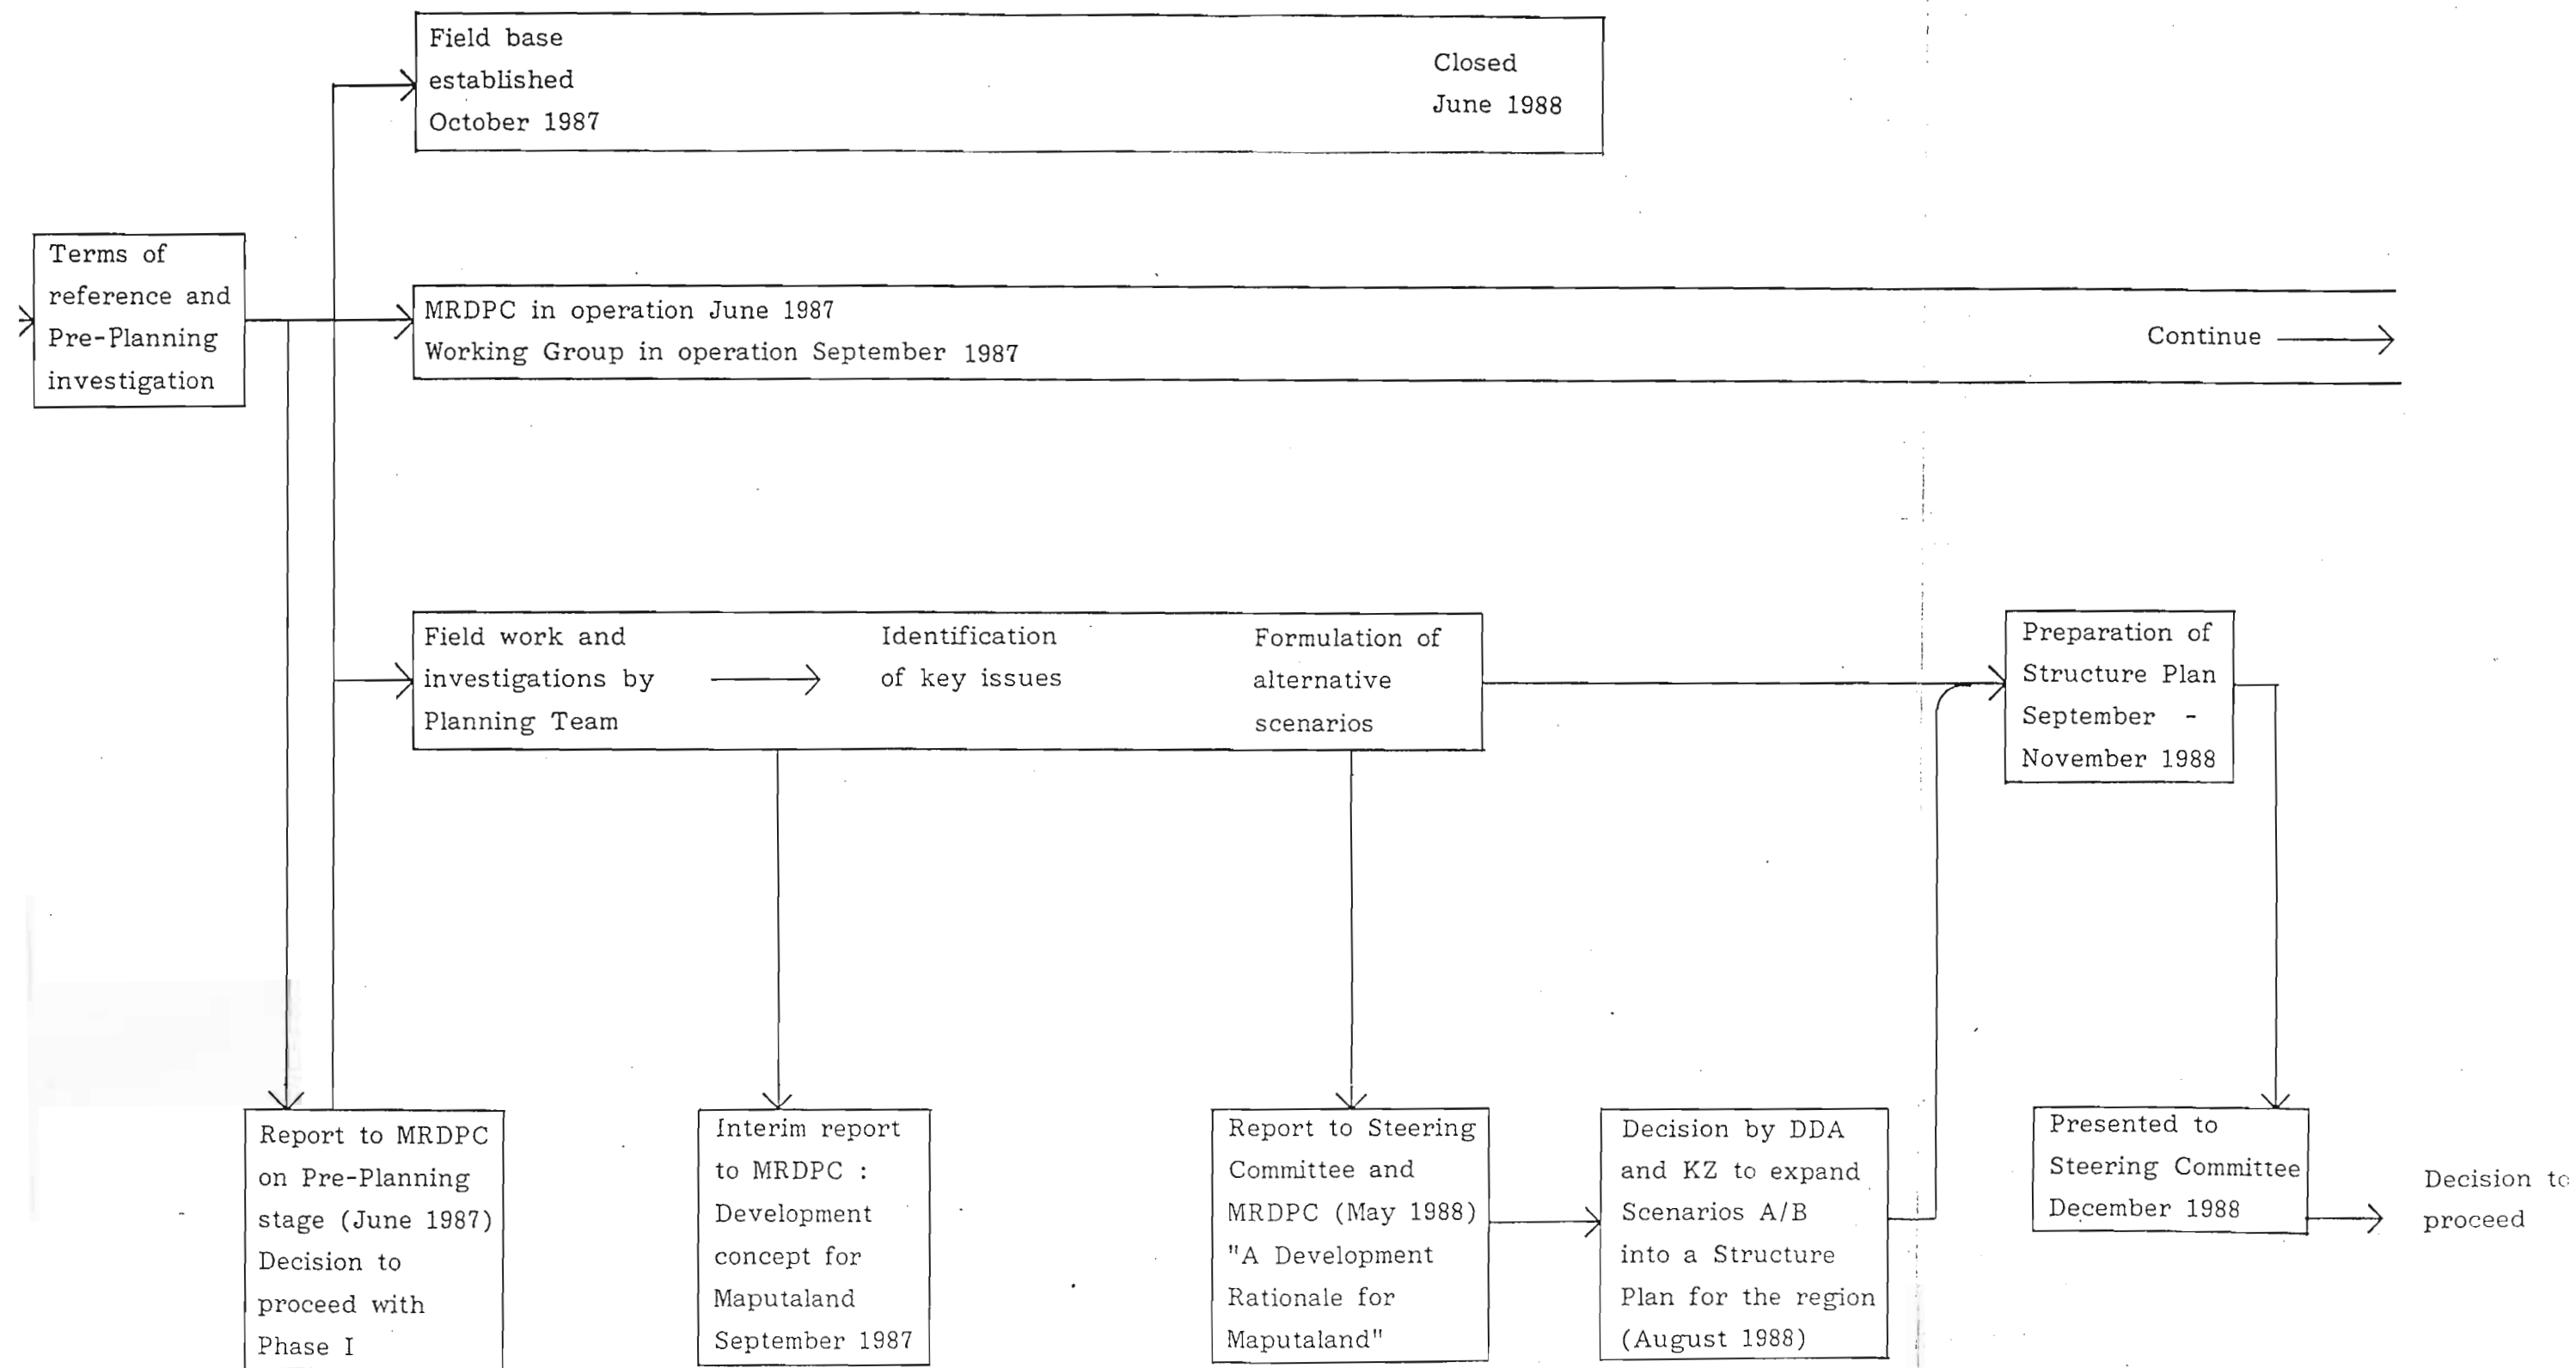 Field base
established
October 1987
Closed
June 1988
Terms of
reference and
Pre-Planning
investigation
MRDPC in operation June 1987
Working Group in operation September 1987
Continue
Field work and
investigations by
Planning Team
Identification
of key issues
Formulation of
alternative
scenarios
Preparation of
Structure Plan
September -
November 1988
Report to MRDPC
on Pre-Planning
stage (June 1987)
Decision to
proceed with
Phase I
Interim report
to MRDPC :
Development
concept for
Maputaland
September 1987
Report to Steering
Committee and
MRDPC (May 1988)
"A Development
Rationale for
Maputaland"
Decision by DDA
and KZ to expand
Scenarios A/B
into a Structure
Plan for the region
(August 1988)
Presented to
Steering Committee
December 1988
Decision to
proceed